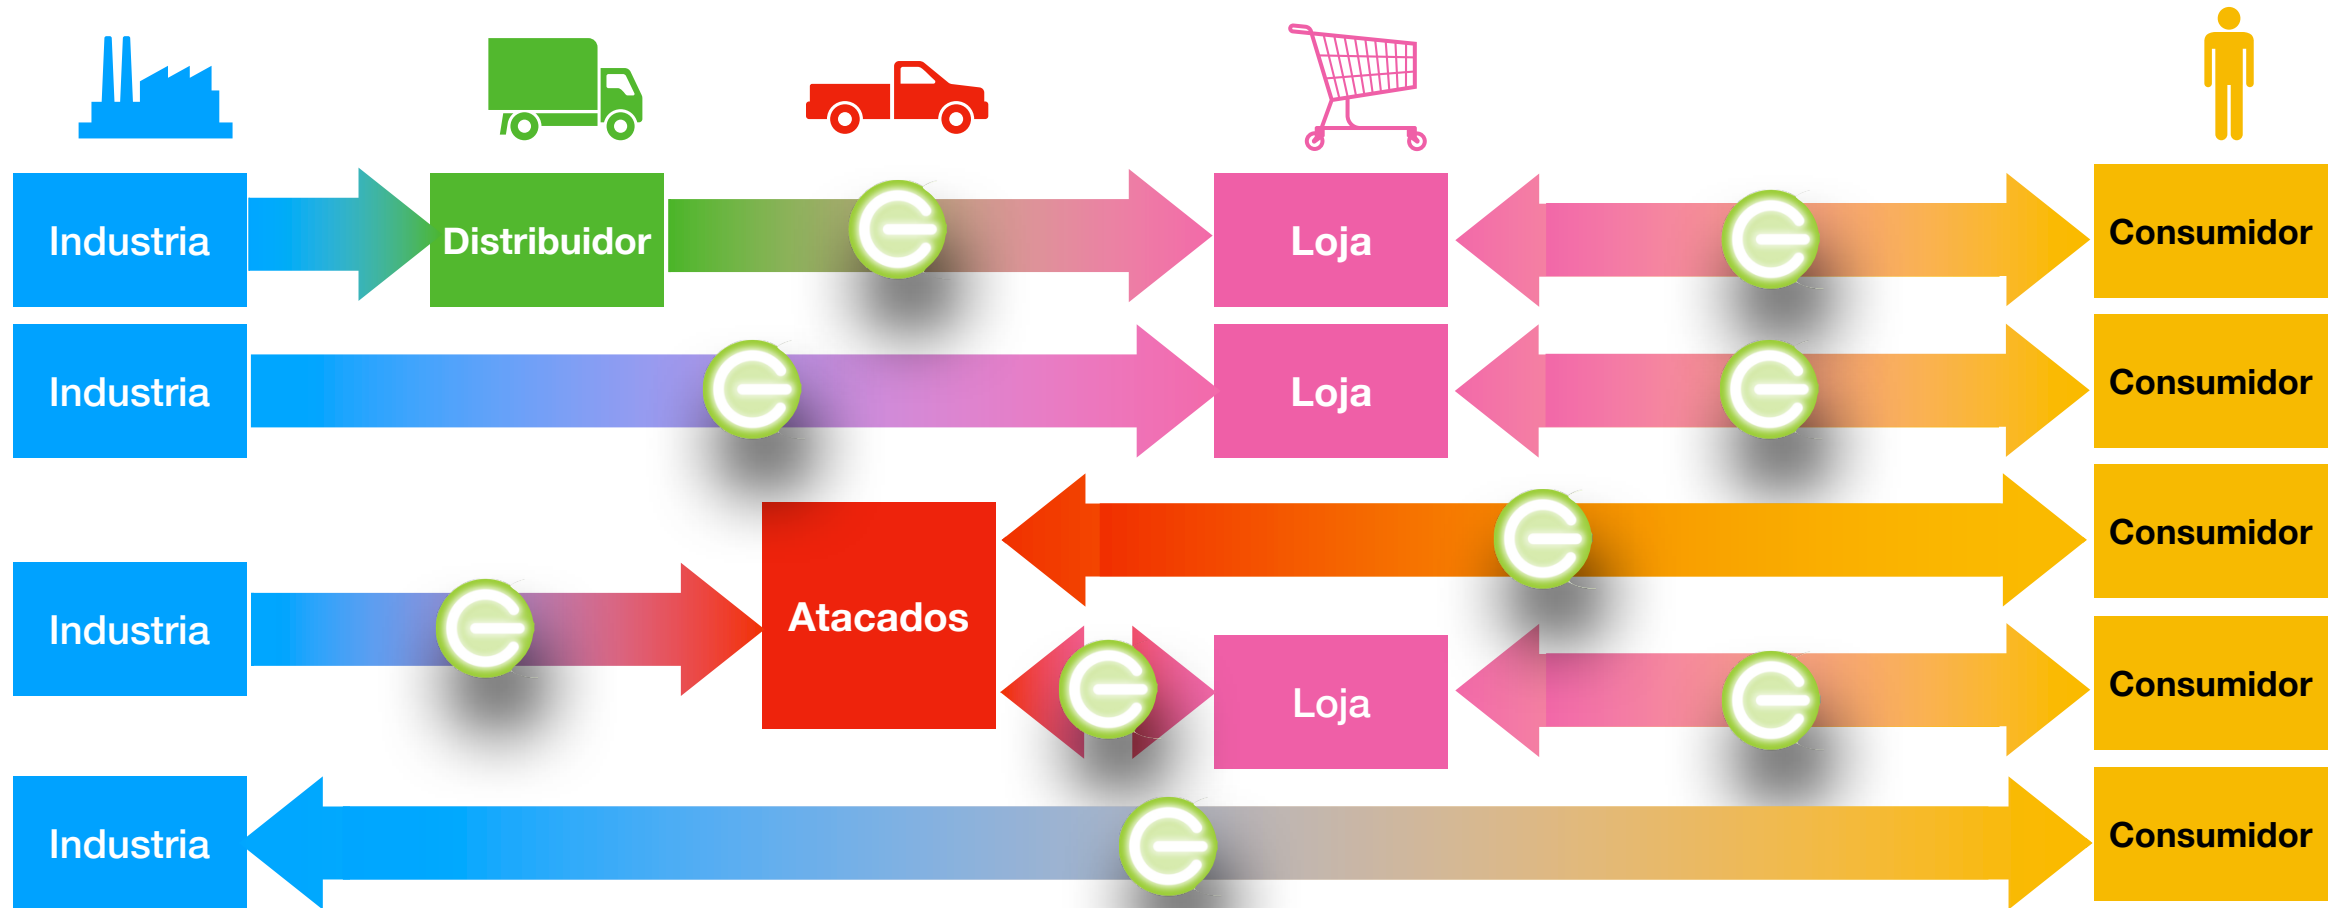 Industria
Distribuidor
Loja
Consumidor
Industria
Loja
Consumidor
Consumidor
Industria
Atacados
Loja
Consumidor
Industria
Consumidor